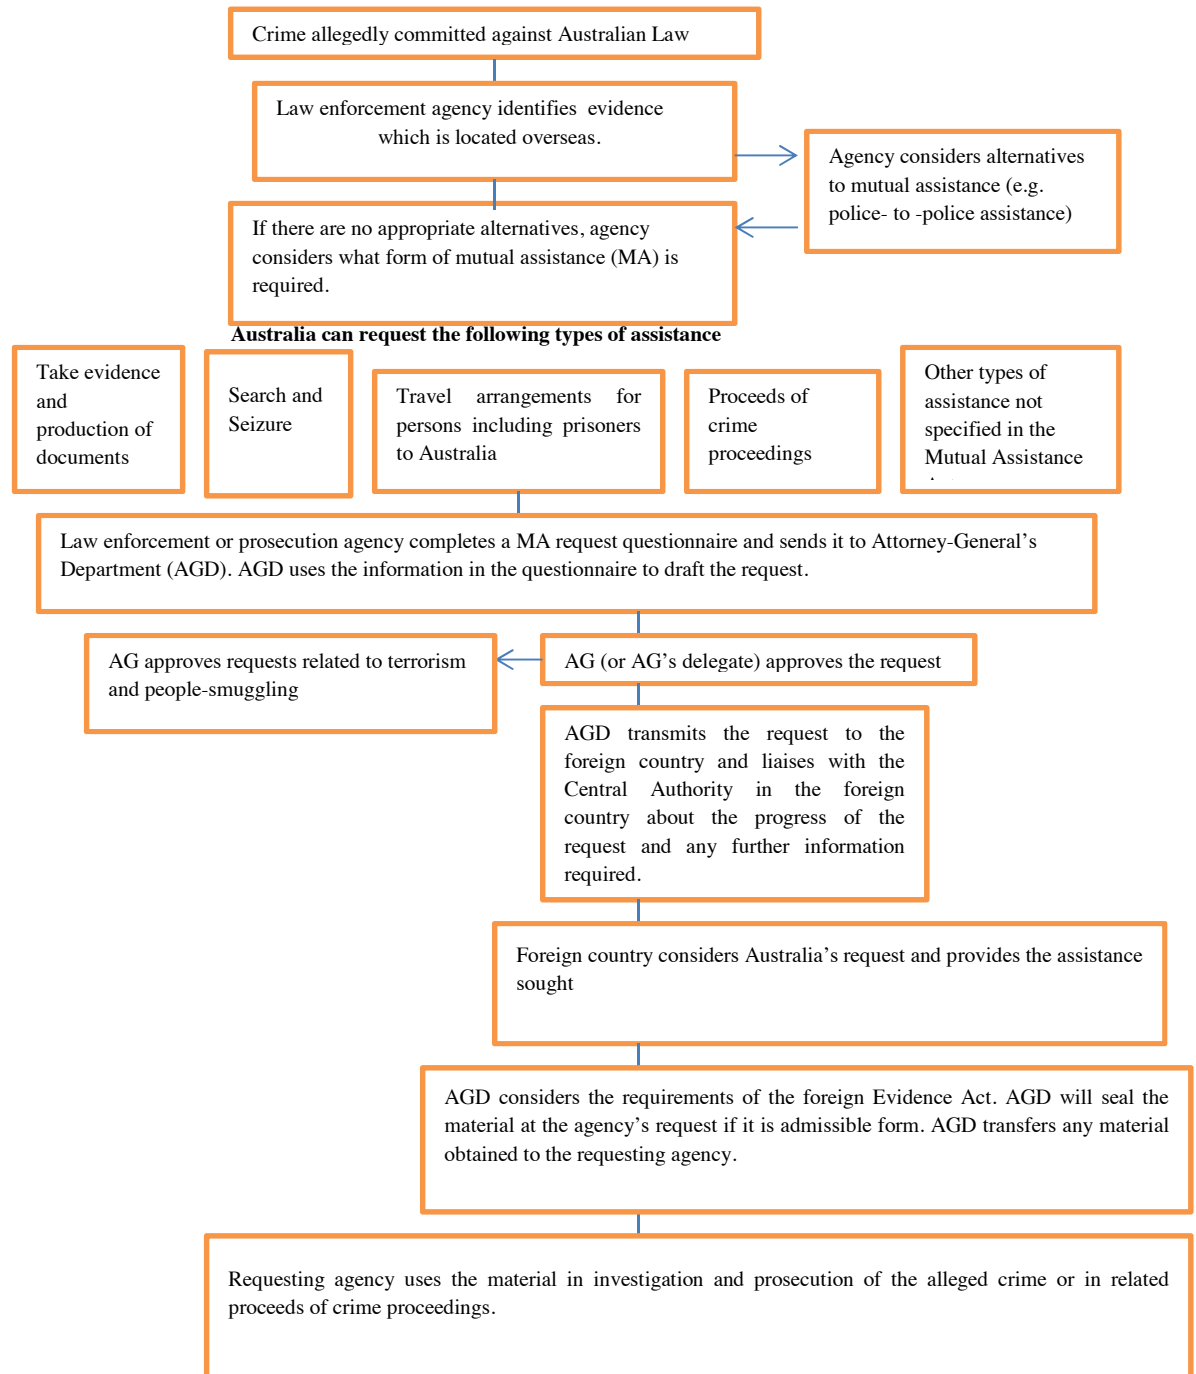 Crime allegedly committed against Australian Law
Law enforcement agency identifies evidence
which is located overseas.
Agency considers alternatives
to mutual assistance (e.g.
police- to -police assistance)
If there are no appropriate alternatives, agency
considers what form of mutual assistance (MA) is
required.
Australia can request the following types of assistance
Take evidence
and
production of
documents
Search and
Seizure
Travel arrangements for
persons including prisoners
to Australia
Proceeds of
crime
proceedings
Other types of
assistance not
specified in the
Mutual Assistance
Law enforcement or prosecution agency completes a MA request questionnaire and sends it to Attorney-General’s
Department (AGD). AGD uses the information in the questionnaire to draft the request.
AG approves requests related to terrorism
and people-smuggling
AG (or AG’s delegate) approves the request
AGD transmits the request to the
foreign country and liaises with the
Central Authority in the foreign
country about the progress of the
request and any further information
required.
Foreign country considers Australia’s request and provides the assistance
sought
AGD considers the requirements of the foreign Evidence Act. AGD will seal the
material at the agency’s request if it is admissible form. AGD transfers any material
obtained to the requesting agency.
Requesting agency uses the material in investigation and prosecution of the alleged crime or in related
proceeds of crime proceedings.